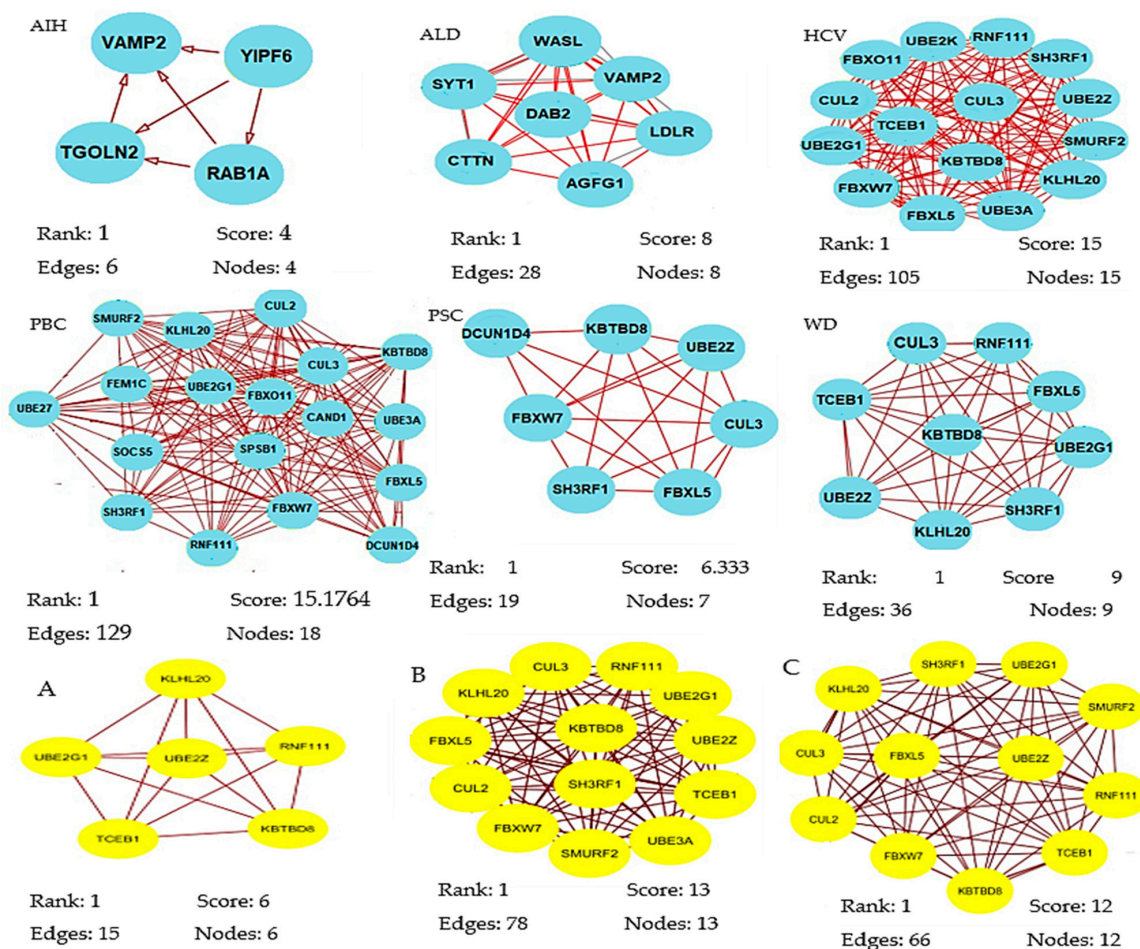 AIH
VAMP2
YIPF6
TGOLN2
RAB1A
Rank: 1 Score: 4
Edges: 6 Nodes: 4
ALD
WASL
SYT1
VAMP2
DAB2
LDLR
CTTN
AGFG1
Rank: 1 Score: 8
Edges: 28 Nodes: 8
HCV
UBE2K
RNF111
FBXO11
SH3RF1
CUL2
CUL3
UBE2Z
TCEB1
UBE2G1
SMURF2
KBTBD8
KLHL20
FBXW7
FBXL5
UBE3A
Rank: 1 Score: 15
Edges: 105 Nodes: 15
PBC
SMURF2
CUL2
KLHL20
CUL3
KBTBD8
FEM1C
UBE2G1
FBXO11
UBE27
CAND1
UBE3A
SOCS5
SPSB1
FBXL5
SH3RF1
FBXW7
RNF111
DCUN1D4
Rank: 1 Score: 15.1764
Edges: 129 Nodes: 18
PSC
DCUN1D4
KBTBD8
UBE2Z
FBXW7
CUL3
SH3RF1
FBXL5
Rank: 1 Score: 6.333
Edges: 19 Nodes: 7
WD
CUL3
RNF111
TCEB1
FBXL5
KBTBD8
UBE2G1
UBE2Z
SH3RF1
KLHL20
Rank: 1 Score 9
Edges: 36 Nodes: 9
A
KLHL20
UBE2G1
UBE2Z
RNF111
TCEB1
KBTBD8
Rank: 1 Score: 6
Edges: 15 Nodes: 6
B
CUL3
RNF111
KLHL20
UBE2G1
KBTBD8
FBXL5
UBE2Z
CUL2
SH3RF1
TCEB1
FBXW7
UBE3A
SMURF2
Rank: 1 Score: 13
Edges: 78 Nodes: 13
C
SH3RF1
UBE2G1
KLHL20
SMURF2
CUL3
FBXL5
UBE2Z
RNF111
CUL2
FBXW7
TCEB1
KBTBD8
Rank: 1 Score: 12
Edges: 66 Nodes: 12